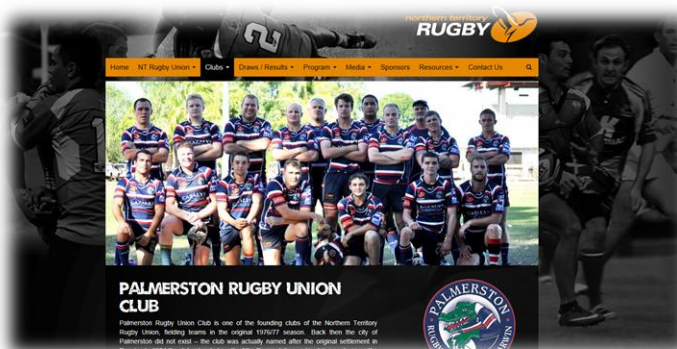 northern territory
RUGBY
Home NT Rugby Union Clubs Draws / Results Program Media Sponsors Resources Contact Us
PALMERSTON RUGBY UNION
CLUB
Palmerston Rugby Union Club is one of the founding clubs of the Northern Territory
Rugby Union, fielding teams in the original 1976/77 season. Back then the city of
Palmerston did not exist – the club was actually named after the original settlement in
PALMERSTON
RUGBY
DARWIN